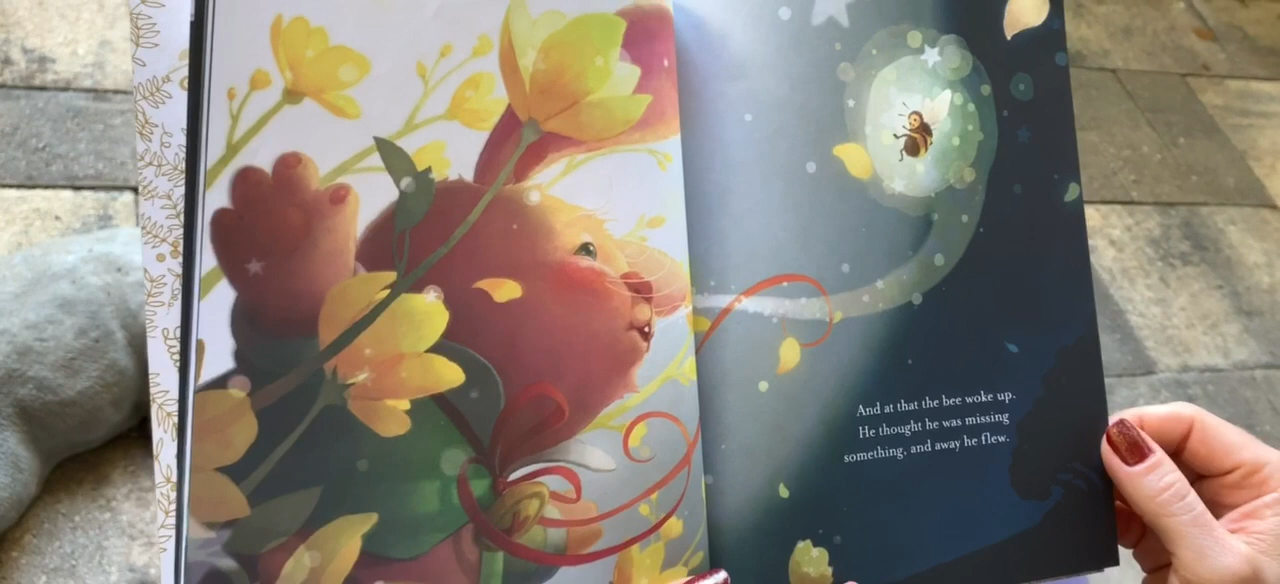 And at that the bee woke up.
He thought he was missing
something, and away he flew.